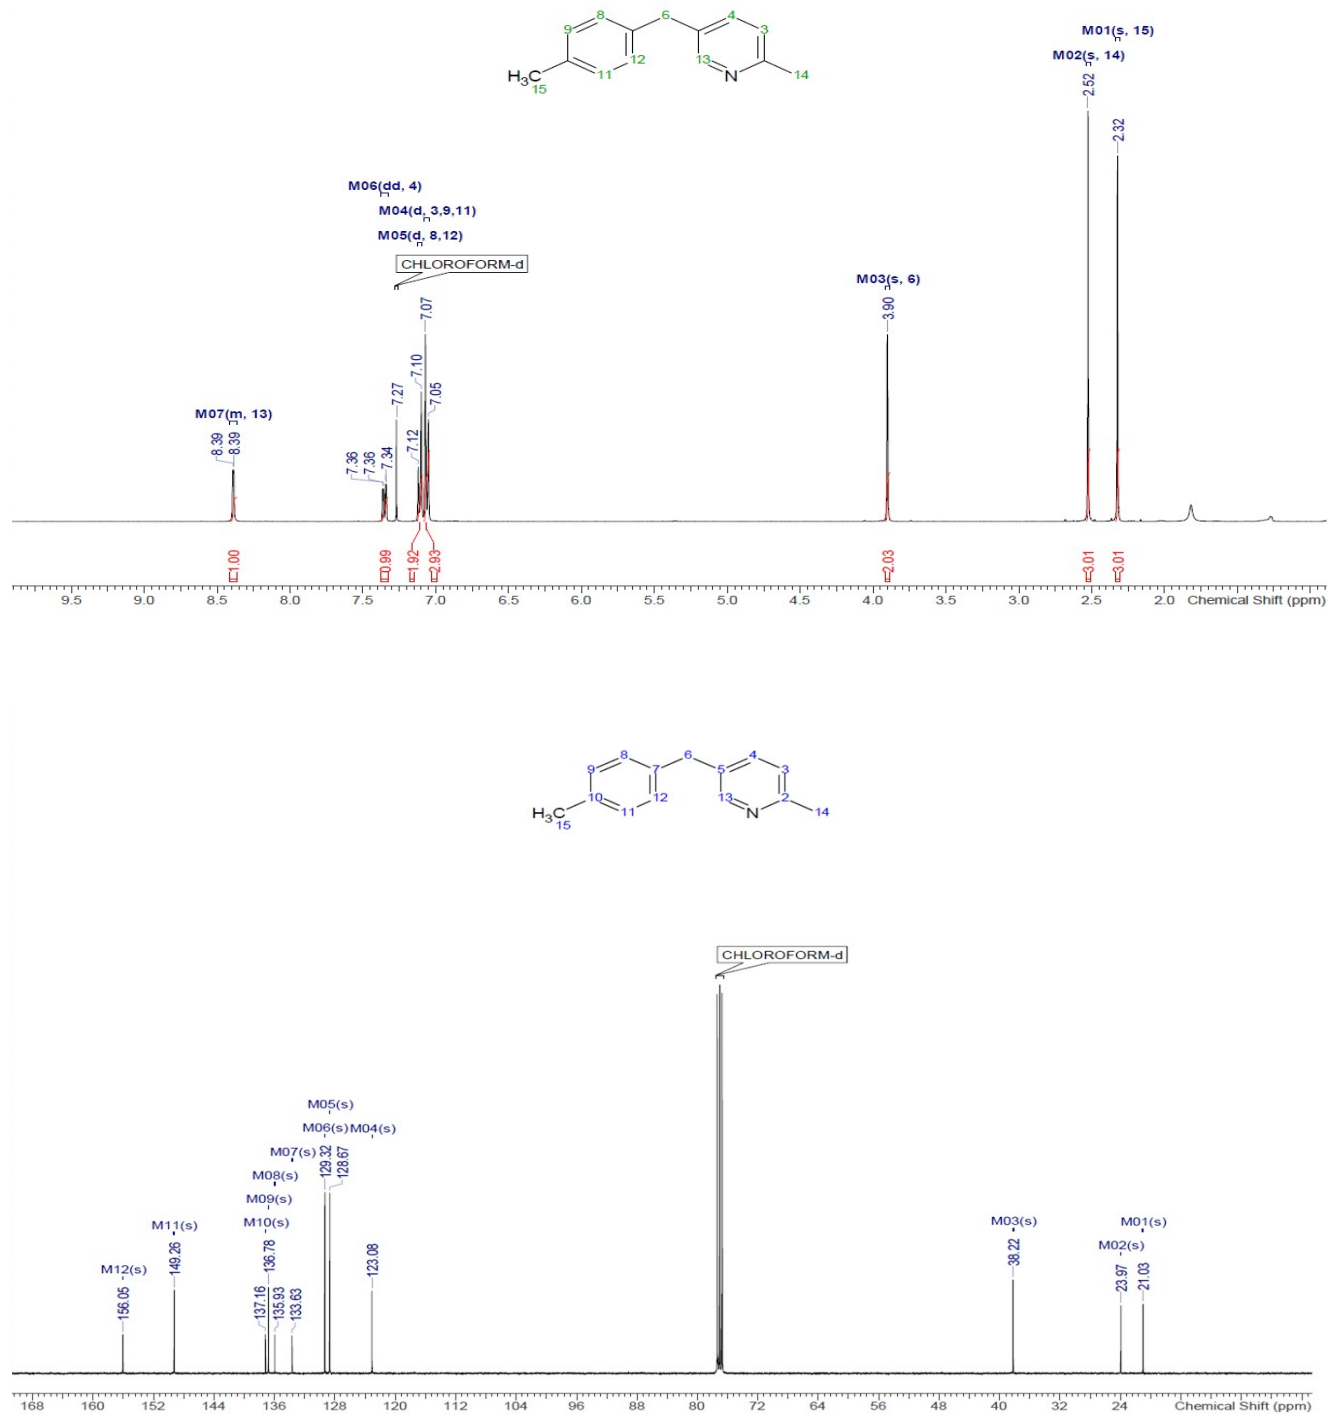 8 6 4
9 3
12 13 N 14
H₃C 11
15
M01(s, 15)
M02(s, 14)
2.52
2.32
M06(dd, 4)
M04(d, 3,9,11)
M05(d, 8,12)
CHLOROFORM-d
M03(s, 6)
3.90
7.07
7.10
7.05
7.27
7.12
M07(m, 13)
8.39
8.39
7.36
7.36
7.34
1.00
0.99
1.92
2.93
2.03
3.01
3.01
9.5 9.0 8.5 8.0 7.5 7.0 6.5 6.0 5.5 5.0 4.5 4.0 3.5 3.0 2.5 2.0 Chemical Shift (ppm)
8 6 4
9 7 5 3
10 12 13 2
H₃C 11 N 14
15
CHLOROFORM-d
M05(s)
M06(s) M04(s)
M07(s)
129.32
128.67
M08(s)
M09(s)
M10(s)
M11(s)
M12(s)
156.05
149.26
137.16
136.78
135.93
133.63
123.08
M03(s)
38.22
M01(s)
M02(s)
23.97
21.03
168 160 152 144 136 128 120 112 104 96 88 80 72 64 56 48 40 32 24 Chemical Shift (ppm)